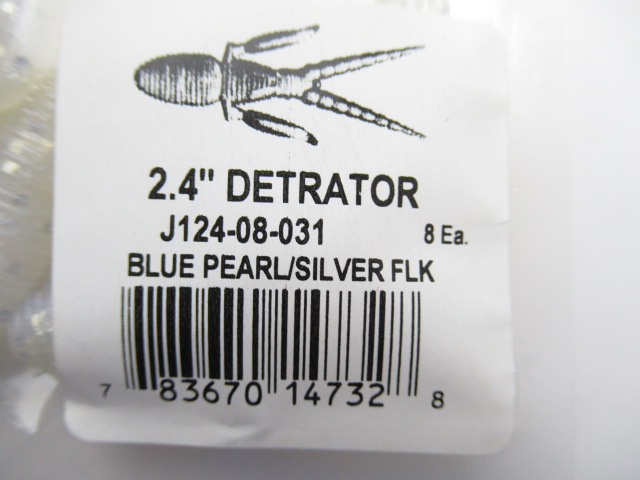 2.4" DETRATOR
J124-08-031 8 Ea.
BLUE PEARL/SILVER FLK
7 83670 14732 8